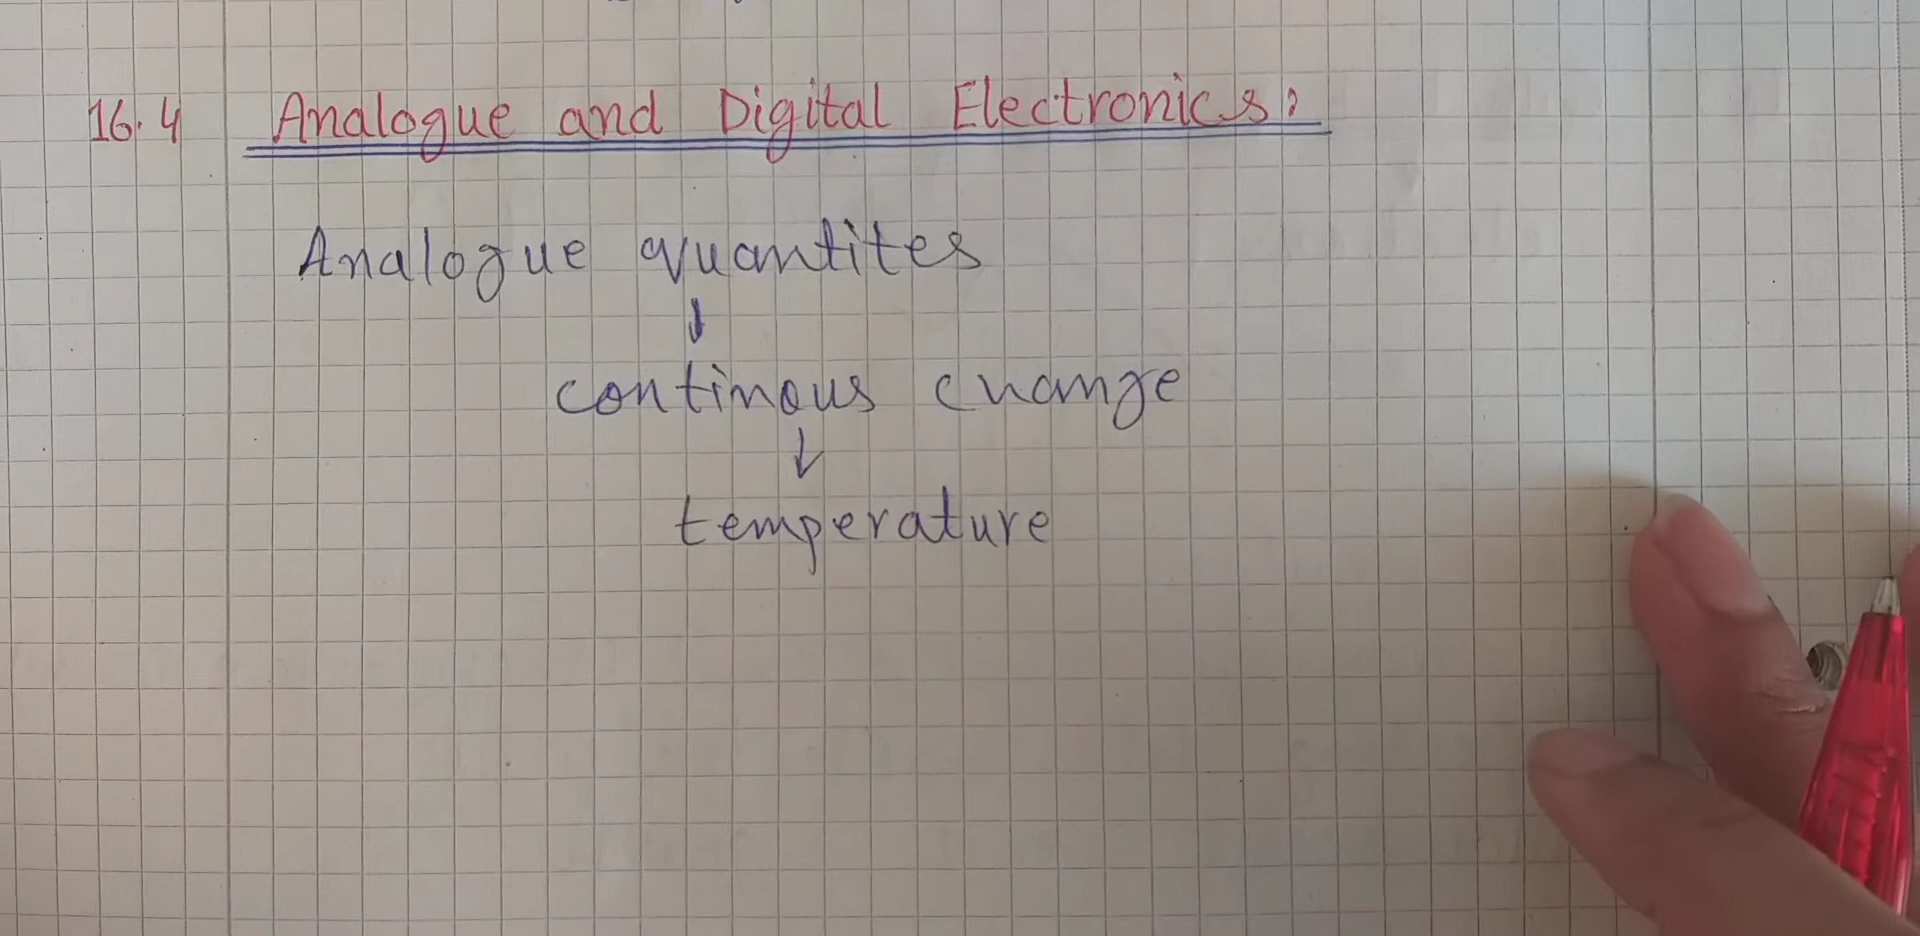 16.4 Analogue and Digital Electronics:
Analogue quantites
↓
continous change
↓
temperature